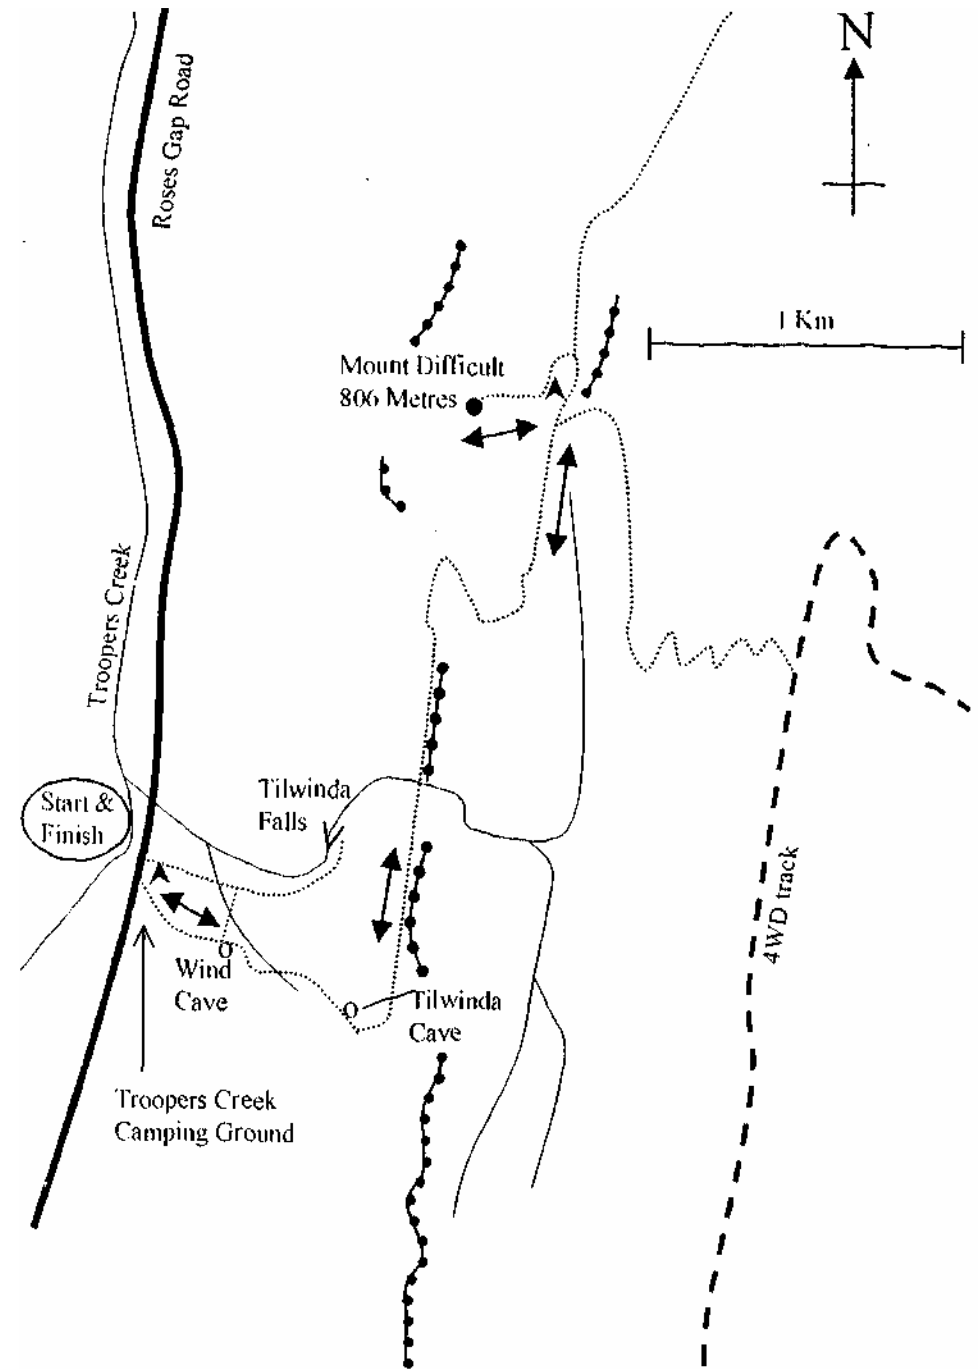 N
Roses Gap Road
1 Km
Mount Difficult
806 Metres
Troopers Creek
Start &
Finish
Tilwinda
Falls
4WD track
Wind
Cave
Tilwinda
Cave
Troopers Creek
Camping Ground